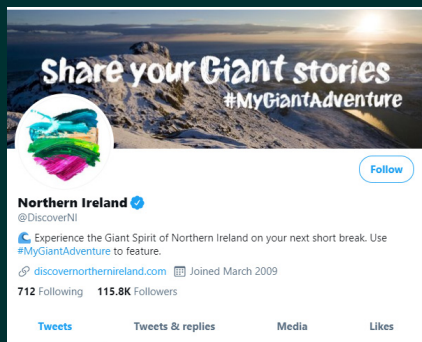 Share your Giant stories
#MyGiantAdventure
Follow
Northern Ireland
@DiscoverNI
🌊 Experience the Giant Spirit of Northern Ireland on your next short break. Use
#MyGiantAdventure to feature.
discovernorthernireland.com Joined March 2009
712 Following 115.8K Followers
Tweets Tweets & replies Media Likes